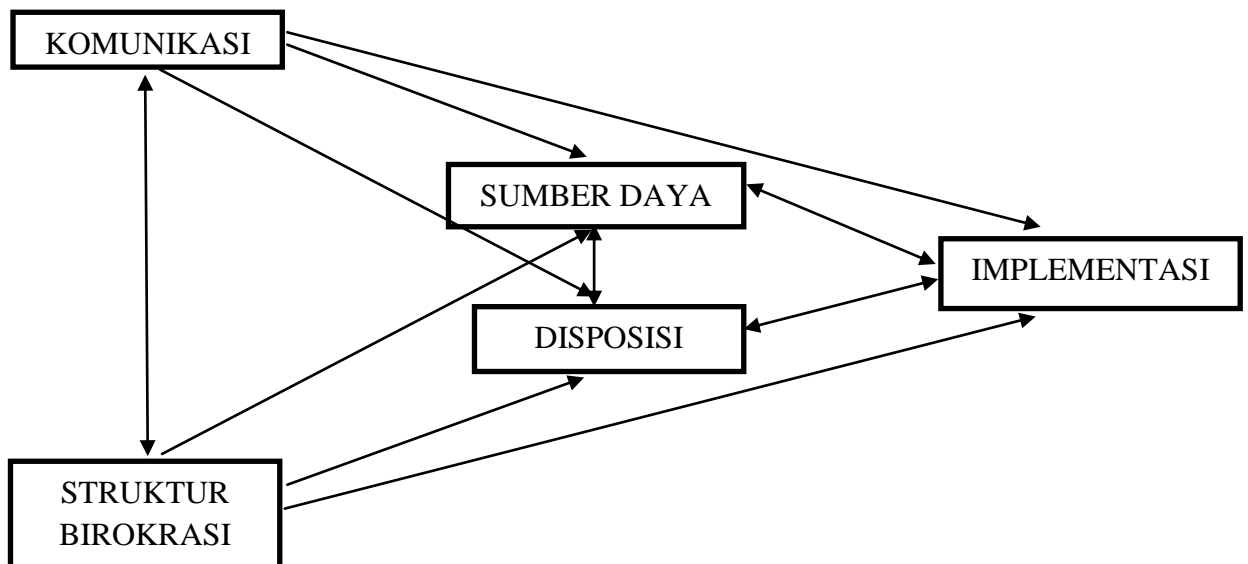 KOMUNIKASI
SUMBER DAYA
IMPLEMENTASI
DISPOSISI
STRUKTUR
BIROKRASI